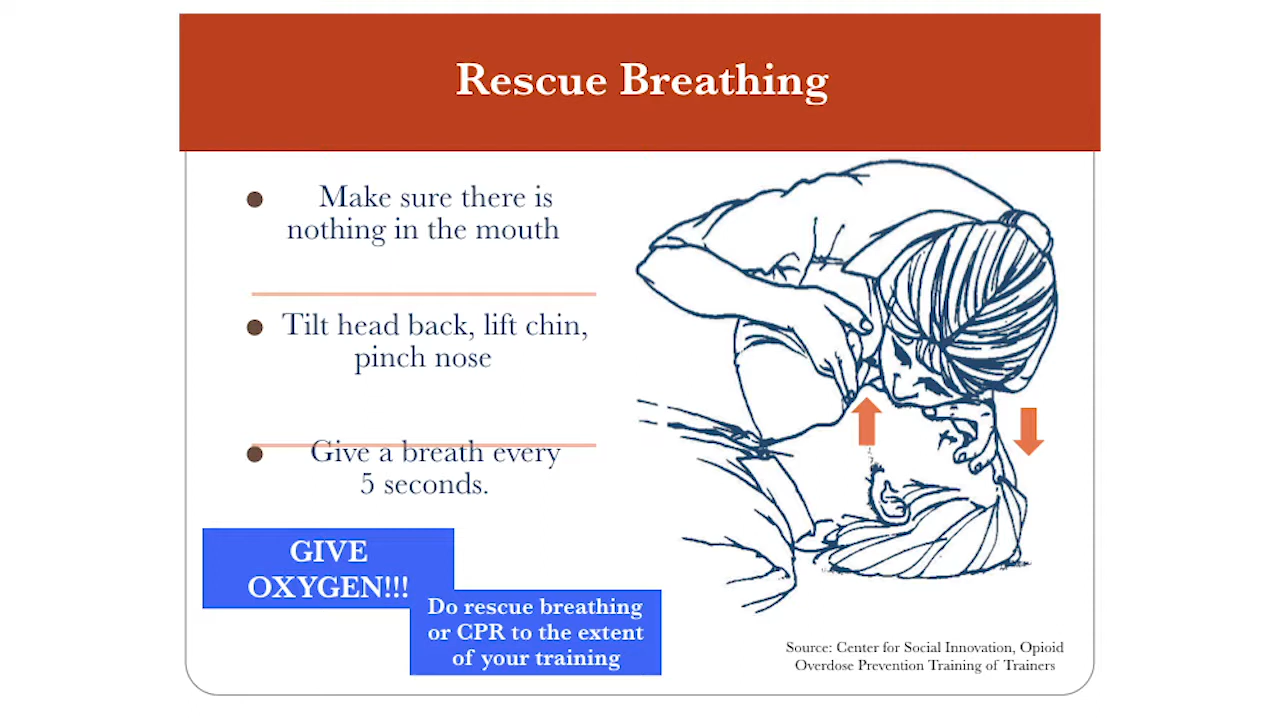 Rescue Breathing
Make sure there is
nothing in the mouth
Tilt head back, lift chin,
pinch nose
Give a breath every
5 seconds.
GIVE
OXYGEN!!!
Do rescue breathing
or CPR to the extent
of your training
Source: Center for Social Innovation, Opioid
Overdose Prevention Training of Trainers